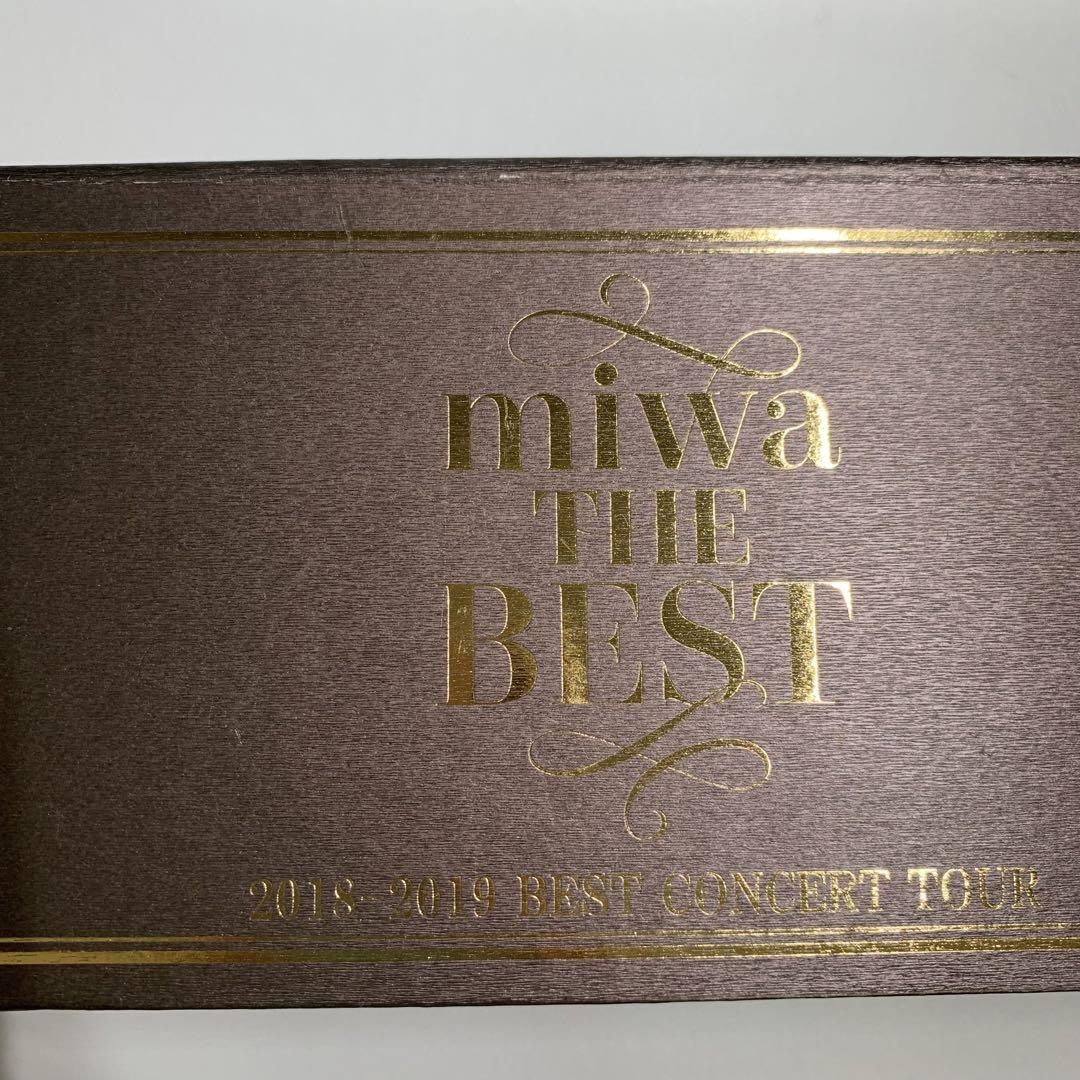 miwa
THE
BEST
2018-2019 BEST CONCERT TOUR